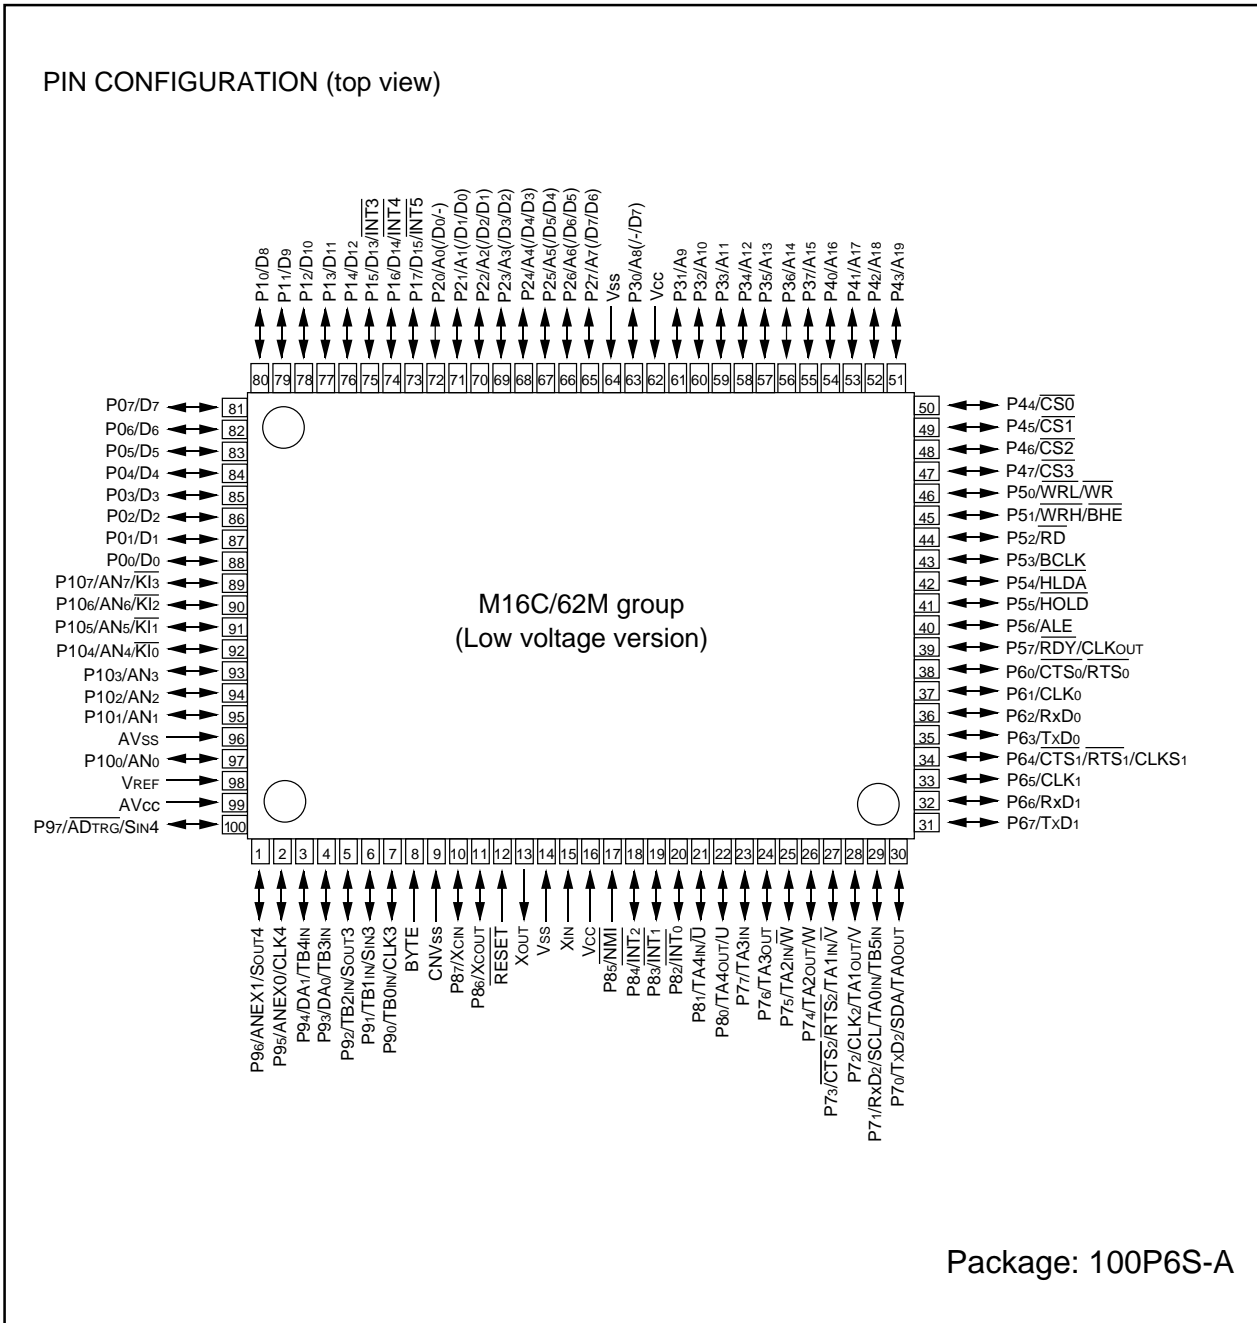 PIN CONFIGURATION (top view)
P10/D8
P11/D9
P12/D10
P13/D11
P14/D12
P15/D13/INT3
P16/D14/INT4
P17/D15/INT5
P20/A0(/D0/-)
P21/A1(/D1/D0)
P22/A2(/D2/D1)
P23/A3(/D3/D2)
P24/A4(/D4/D3)
P25/A5(/D5/D4)
P26/A6(/D6/D5)
P27/A7(/D7/D6)
Vss
P30/A8(/-/D7)
Vcc
P31/A9
P32/A10
P33/A11
P34/A12
P35/A13
P36/A14
P37/A15
P40/A16
P41/A17
P42/A18
P43/A19
80 79 78 77 76 75 74 73 72 71 70 69 68 67 66 65 64 63 62 61 60 59 58 57 56 55 54 53 52 51
P07/D7 81
P06/D6 82
P05/D5 83
P04/D4 84
P03/D3 85
P02/D2 86
P01/D1 87
P00/D0 88
P107/AN7/KI3 89
P106/AN6/KI2 90
P105/AN5/KI1 91
P104/AN4/KI0 92
P103/AN3 93
P102/AN2 94
P101/AN1 95
AVss 96
P100/AN0 97
VREF 98
AVcc 99
P97/ADTRG/SIN4 100
M16C/62M group
(Low voltage version)
50 P44/CS0
49 P45/CS1
48 P46/CS2
47 P47/CS3
46 P50/WRL/WR
45 P51/WRH/BHE
44 P52/RD
43 P53/BCLK
42 P54/HLDA
41 P55/HOLD
40 P56/ALE
39 P57/RDY/CLKOUT
38 P60/CTS0/RTS0
37 P61/CLK0
36 P62/RxD0
35 P63/TxD0
34 P64/CTS1/RTS1/CLKS1
33 P65/CLK1
32 P66/RxD1
31 P67/TxD1
1 2 3 4 5 6 7 8 9 10 11 12 13 14 15 16 17 18 19 20 21 22 23 24 25 26 27 28 29 30
P96/ANEX1/SOUT4
P95/ANEX0/CLK4
P94/DA1/TB4IN
P93/DA0/TB3IN
P92/TB2IN/SOUT3
P91/TB1IN/SIN3
P90/TB0IN/CLK3
BYTE
CNVss
P87/XCIN
P86/XCOUT
RESET
XOUT
Vss
XIN
Vcc
P85/NMI
P84/INT2
P83/INT1
P82/INT0
P81/TA4IN/U
P80/TA4OUT/U
P77/TA3IN
P76/TA3OUT
P75/TA2IN/W
P74/TA2OUT/W
P73/CTS2/RTS2/TA1IN/V
P72/CLK2/TA1OUT/V
P71/RxD2/SCL/TA0IN/TB5IN
P70/TxD2/SDA/TA0OUT
Package: 100P6S-A